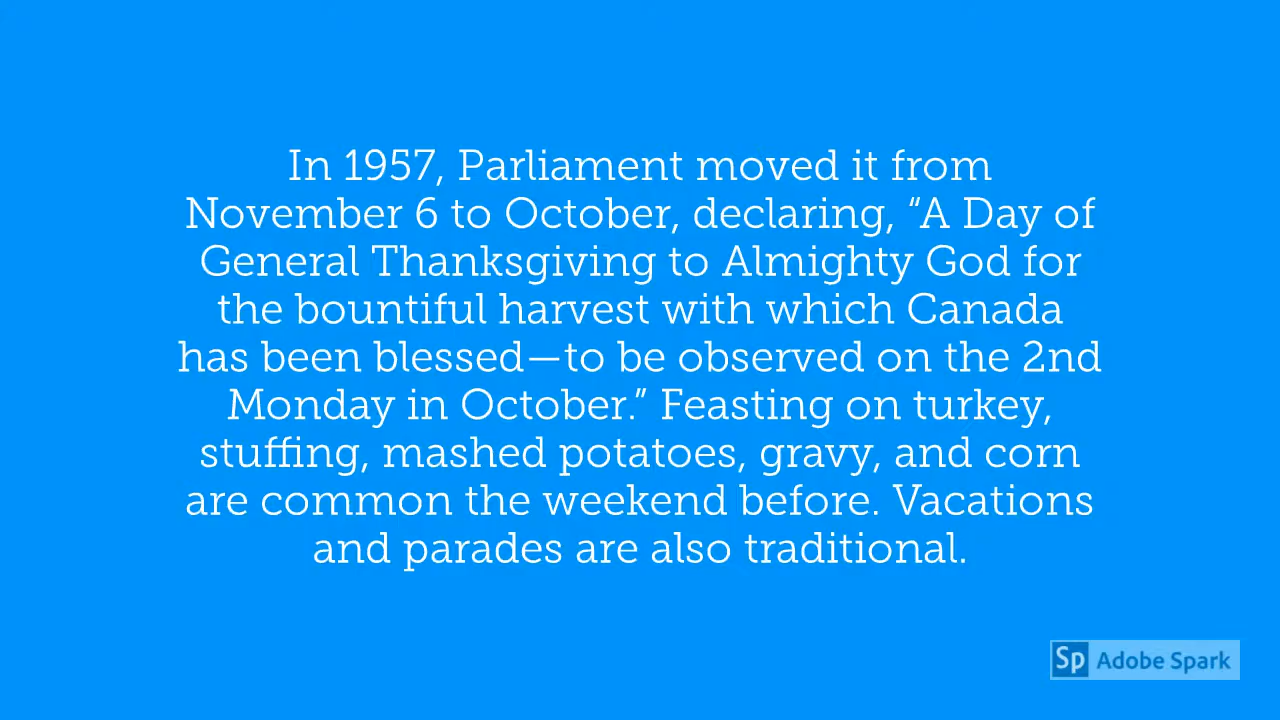 In 1957, Parliament moved it from
November 6 to October, declaring, “A Day of
General Thanksgiving to Almighty God for
the bountiful harvest with which Canada
has been blessed—to be observed on the 2nd
Monday in October.” Feasting on turkey,
stuffing, mashed potatoes, gravy, and corn
are common the weekend before. Vacations
and parades are also traditional.
Sp Adobe Spark